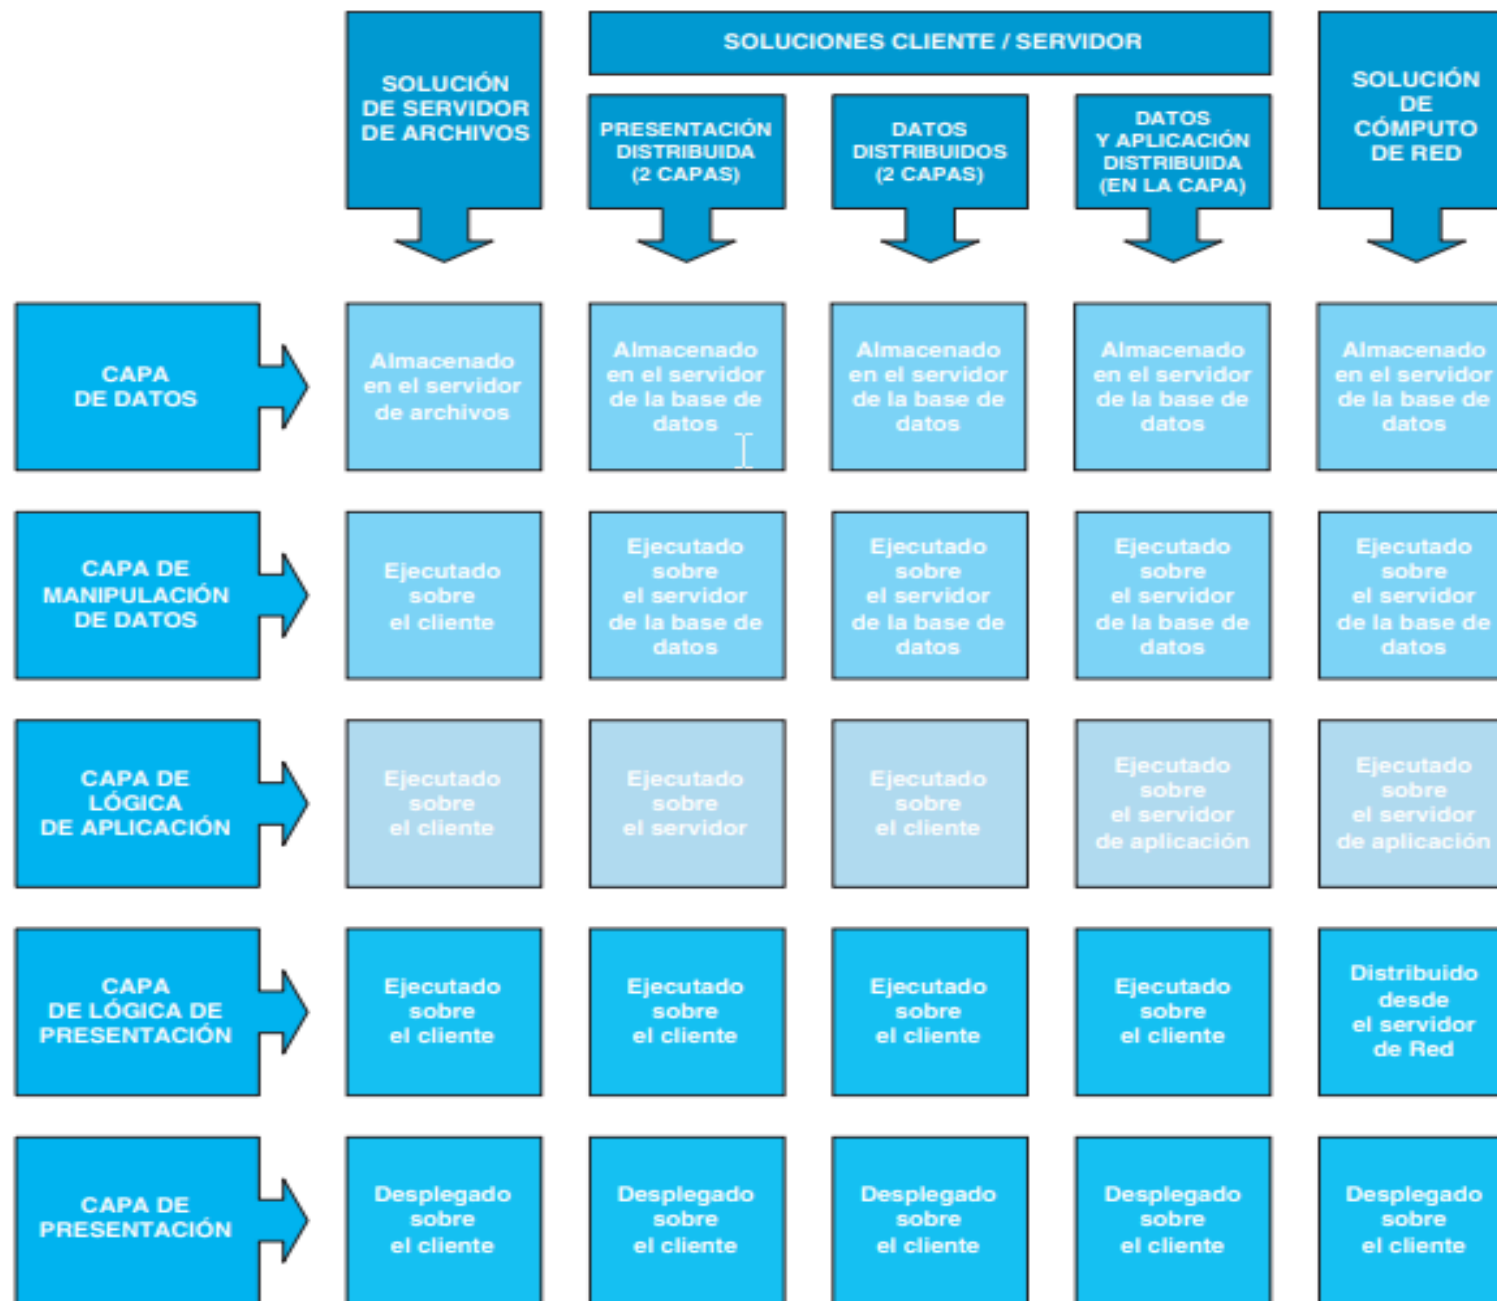 SOLUCIÓN
DE SERVIDOR
DE ARCHIVOS
SOLUCIONES CLIENTE / SERVIDOR
PRESENTACIÓN
DISTRIBUIDA
(2 CAPAS)
DATOS
DISTRIBUIDOS
(2 CAPAS)
DATOS
Y APLICACIÓN
DISTRIBUIDA
(EN LA CAPA)
SOLUCIÓN
DE
CÓMPUTO
DE RED
CAPA
DE DATOS
Almacenado
en el servidor
de archivos
Almacenado
en el servidor
de la base de
datos
Almacenado
en el servidor
de la base de
datos
Almacenado
en el servidor
de la base de
datos
Almacenado
en el servidor
de la base de
datos
CAPA DE
MANIPULACIÓN
DE DATOS
Ejecutado
sobre
el cliente
Ejecutado
sobre
el servidor
de la base de
datos
Ejecutado
sobre
el servidor
de la base de
datos
Ejecutado
sobre
el servidor
de la base de
datos
Ejecutado
sobre
el servidor
de la base de
datos
CAPA DE
LÓGICA
DE APLICACIÓN
Ejecutado
sobre
el cliente
Ejecutado
sobre
el servidor
Ejecutado
sobre
el cliente
Ejecutado
sobre
el servidor
de aplicación
Ejecutado
sobre
el servidor
de aplicación
CAPA
DE LÓGICA DE
PRESENTACIÓN
Ejecutado
sobre
el cliente
Ejecutado
sobre
el cliente
Ejecutado
sobre
el cliente
Ejecutado
sobre
el cliente
Distribuido
desde
el servidor
de Red
CAPA DE
PRESENTACIÓN
Desplegado
sobre
el cliente
Desplegado
sobre
el cliente
Desplegado
sobre
el cliente
Desplegado
sobre
el cliente
Desplegado
sobre
el cliente